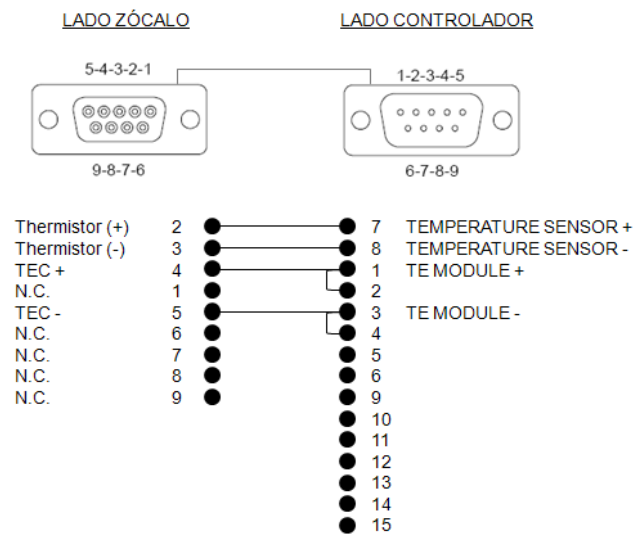 LADO ZÓCALO LADO CONTROLADOR
5-4-3-2-1 1-2-3-4-5
9-8-7-6 6-7-8-9
Thermistor (+) 2 7 TEMPERATURE SENSOR +
Thermistor (-) 3 8 TEMPERATURE SENSOR -
TEC + 4 1 TE MODULE +
N.C. 1 2
TEC - 5 3 TE MODULE -
N.C. 6 4
N.C. 7 5
N.C. 8 6
N.C. 9 9
10
11
12
13
14
15